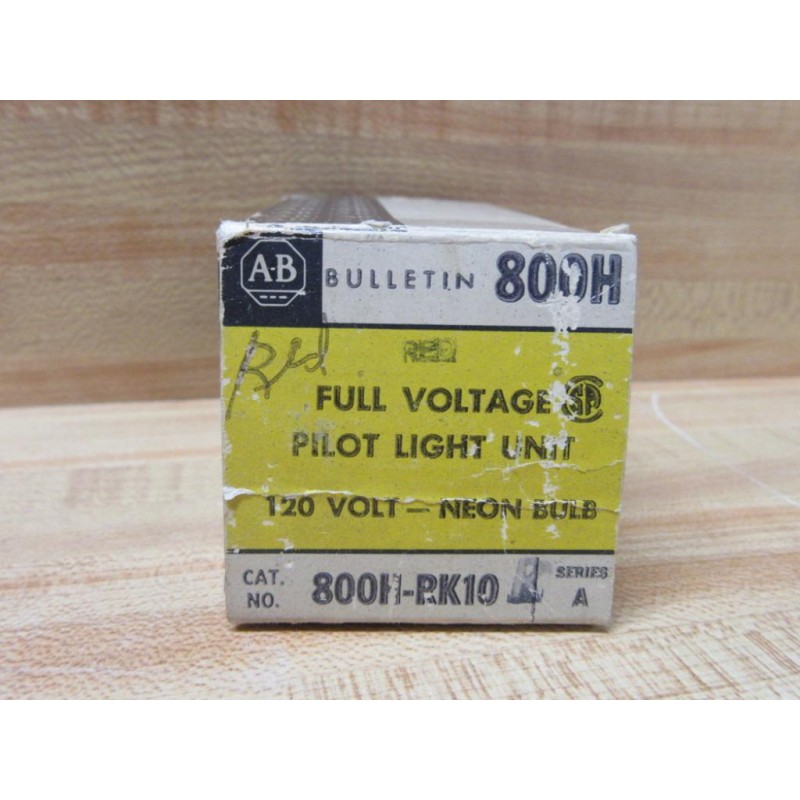 A-B BULLETIN 800H
Red RED
FULL VOLTAGE
PILOT LIGHT UNIT
120 VOLT — NEON BULB
CAT. NO. 800H-RK10 SERIES A